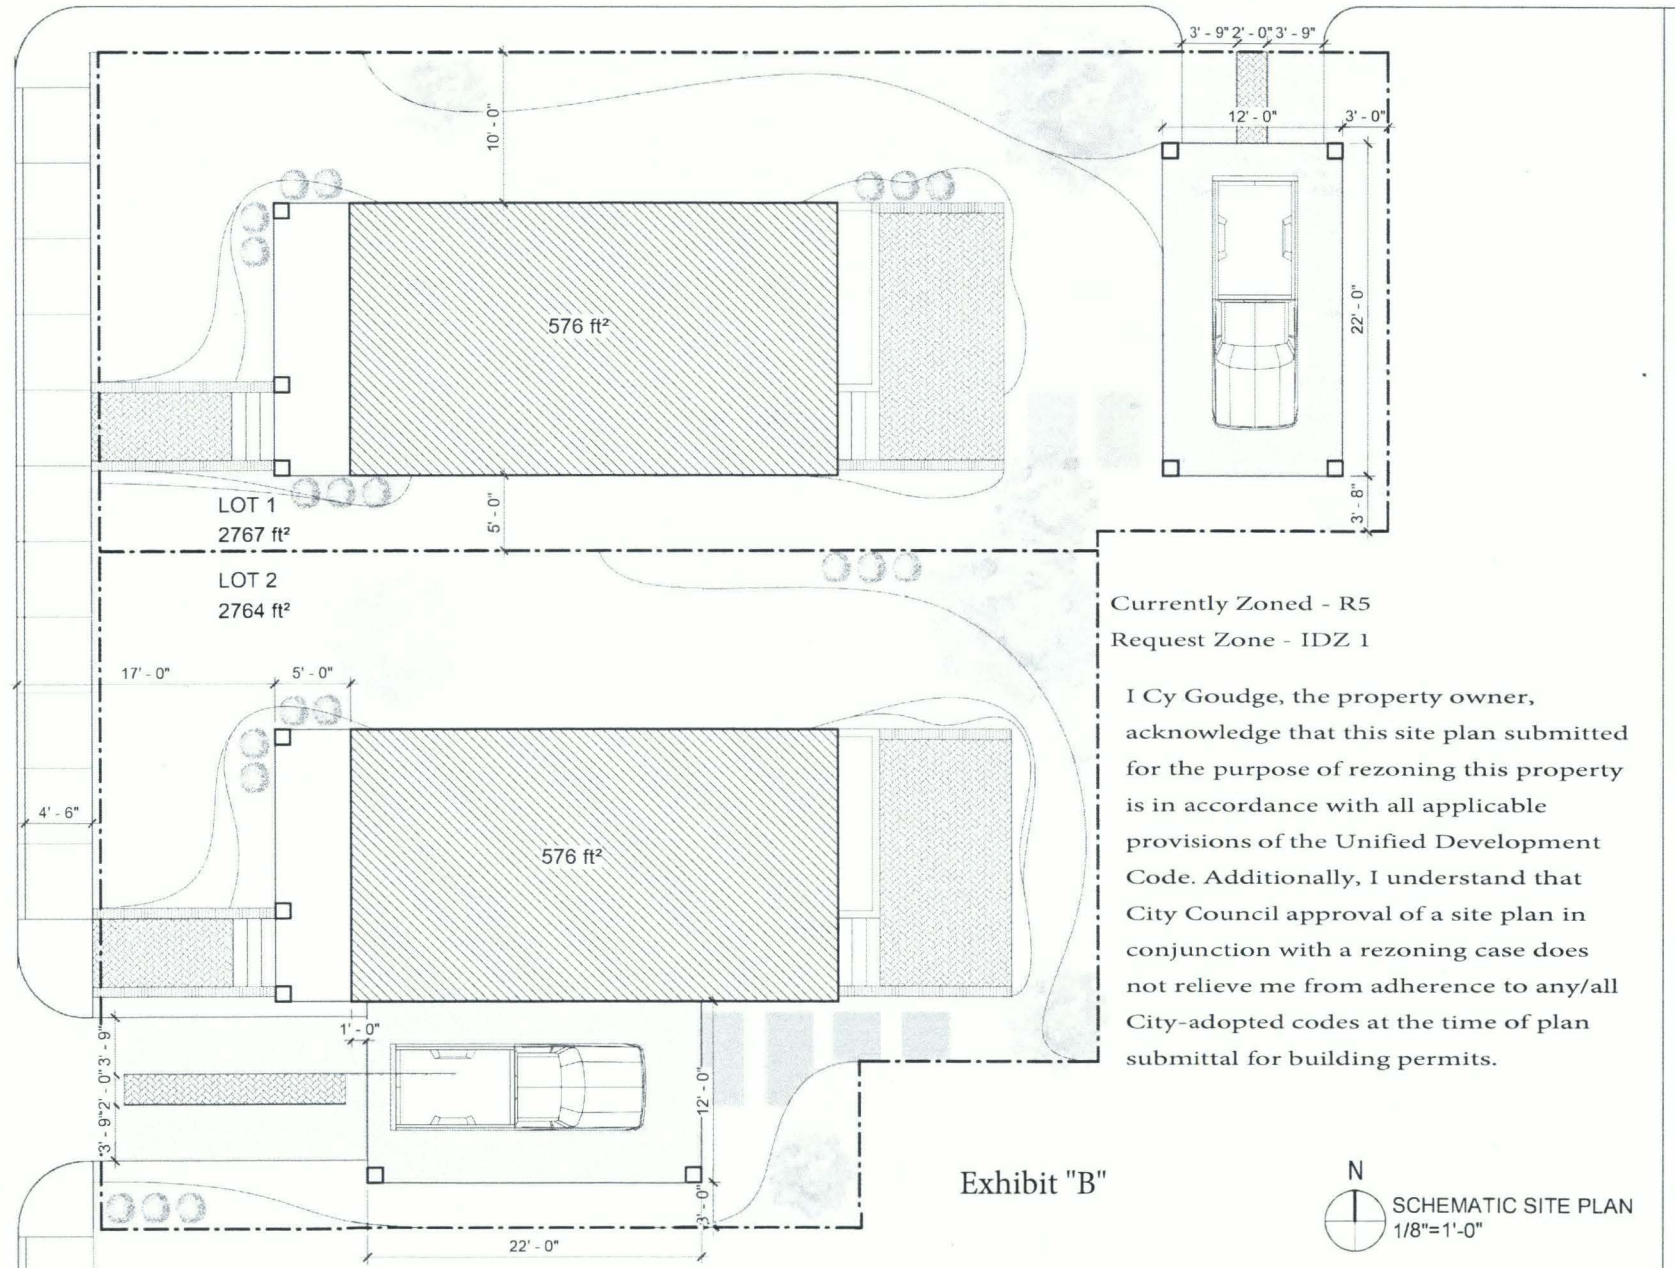 3' - 9" 2' - 0" 3' - 9"
12' - 0"
3' - 0"
10' - 0"
22' - 0"
576 ft²
3' - 8"
5' - 0"
LOT 1
2767 ft²
LOT 2
2764 ft²
17' - 0"
5' - 0"
4' - 6"
576 ft²
Currently Zoned - R5
Request Zone - IDZ 1
I Cy Goudge, the property owner,
acknowledge that this site plan submitted
for the purpose of rezoning this property
is in accordance with all applicable
provisions of the Unified Development
Code. Additionally, I understand that
City Council approval of a site plan in
conjunction with a rezoning case does
not relieve me from adherence to any/all
City-adopted codes at the time of plan
submittal for building permits.
1' - 0"
3' - 9"
2' - 0"
3' - 9"
12' - 0"
3' - 0"
22' - 0"
Exhibit "B"
N
SCHEMATIC SITE PLAN
1/8"=1'-0"